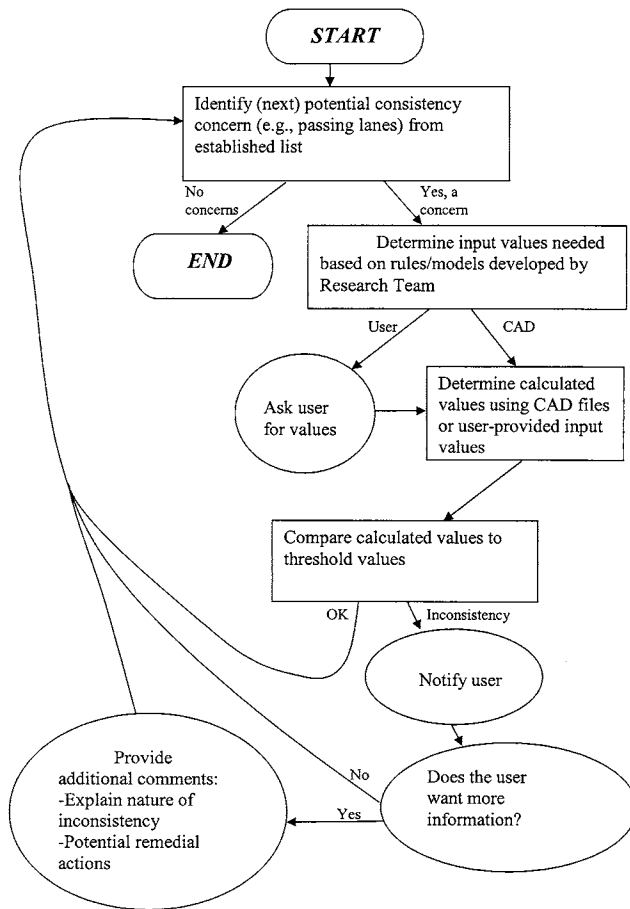 START
Identify (next) potential consistency
concern (e.g., passing lanes) from
established list
No
concerns
Yes, a
concern
END
Determine input values needed
based on rules/models developed by
Research Team
User
CAD
Ask user
for values
Determine calculated
values using CAD files
or user-provided input
values
Compare calculated values to
threshold values
OK
Inconsistency
Notify user
Does the user
want more
information?
No
Yes
Provide
additional comments:
-Explain nature of
inconsistency
-Potential remedial
actions